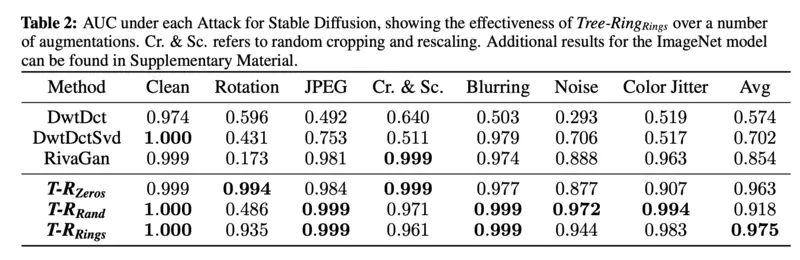 Table 2: AUC under each Attack for Stable Diffusion, showing the effectiveness of Tree-RingRings over a number
of augmentations. Cr. & Sc. refers to random cropping and rescaling. Additional results for the ImageNet model
can be found in Supplementary Material.
Method Clean Rotation JPEG Cr. & Sc. Blurring Noise Color Jitter Avg
DwtDct 0.974 0.596 0.492 0.640 0.503 0.293 0.519 0.574
DwtDctSvd 1.000 0.431 0.753 0.511 0.979 0.706 0.517 0.702
RivaGan 0.999 0.173 0.981 0.999 0.974 0.888 0.963 0.854
T-RZeros 0.999 0.994 0.984 0.999 0.977 0.877 0.907 0.963
T-RRand 1.000 0.486 0.999 0.971 0.999 0.972 0.994 0.918
T-RRings 1.000 0.935 0.999 0.961 0.999 0.944 0.983 0.975